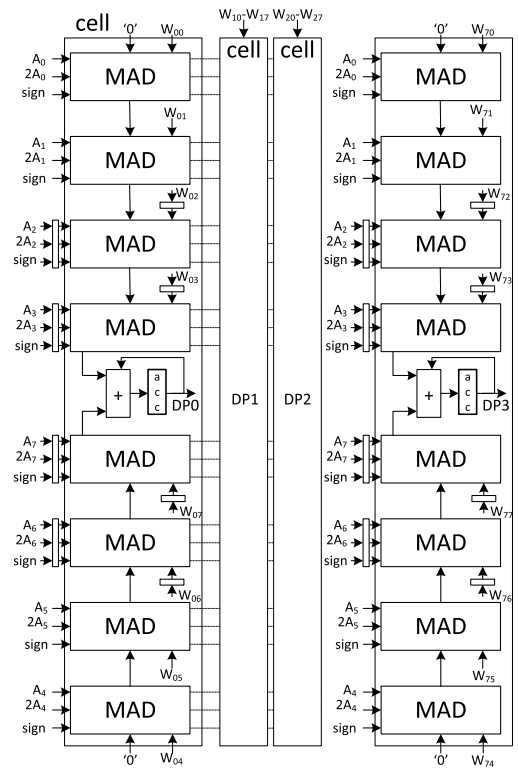 cell
'0' W00
W10-W17 W20-W27
'0' W70
cell cell
A0
2A0
sign
MAD
A0
2A0
sign
MAD
W01
W71
A1
2A1
sign
MAD
A1
2A1
sign
MAD
W02
W72
A2
2A2
sign
MAD
A2
2A2
sign
MAD
W03
W73
A3
2A3
sign
MAD
A3
2A3
sign
MAD
+
acc
DP0
DP1
DP2
+
acc
DP3
A7
2A7
sign
MAD
A7
2A7
sign
MAD
W07
W77
A6
2A6
sign
MAD
A6
2A6
sign
MAD
W06
W76
A5
2A5
sign
MAD
A5
2A5
sign
MAD
W05
W75
A4
2A4
sign
MAD
A4
2A4
sign
MAD
'0' W04
'0' W74